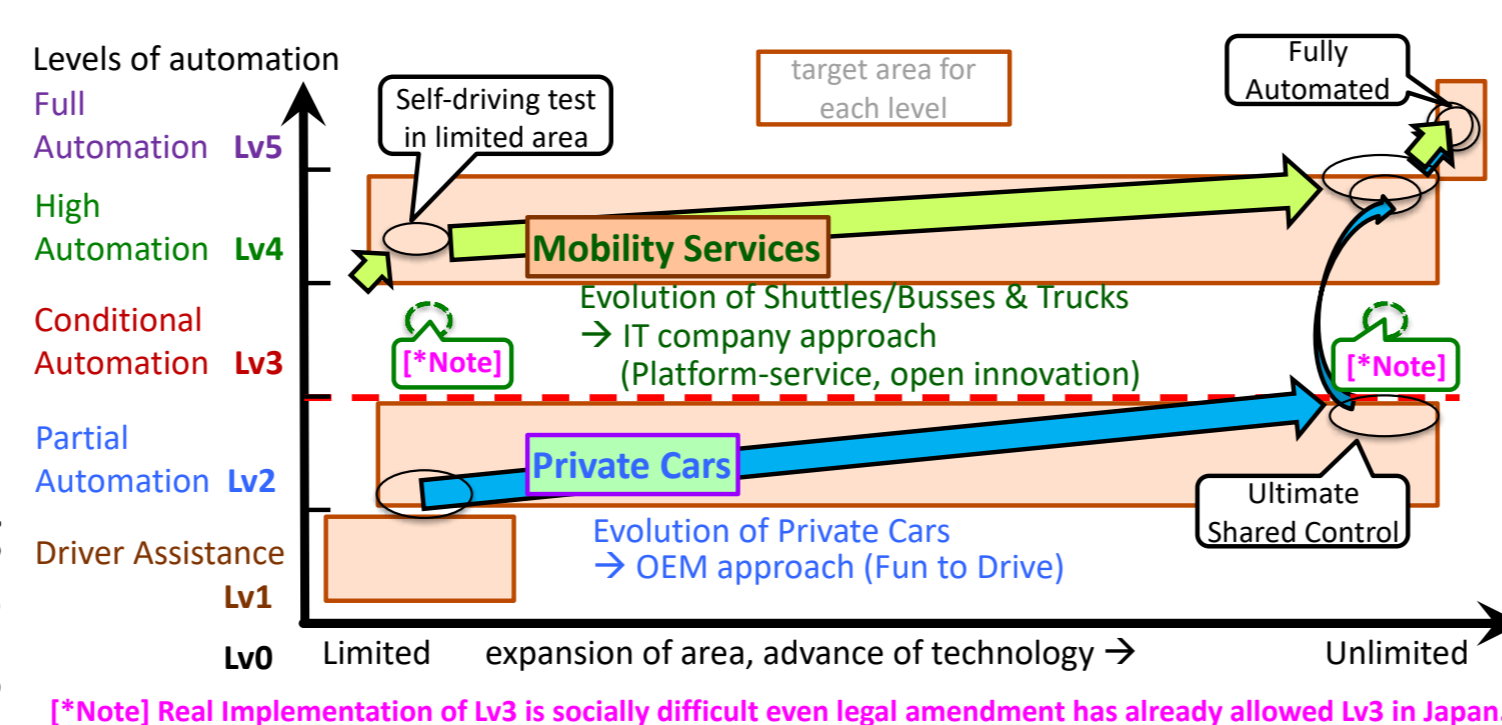 Levels of automation
Full
Automation Lv5
High
Automation Lv4
Conditional
Automation Lv3
Partial
Automation Lv2
Driver Assistance
Lv1
Lv0
Self-driving test
in limited area
target area for
each level
Fully
Automated
Mobility Services
Evolution of Shuttles/Busses & Trucks
→ IT company approach
(Platform-service, open innovation)
[*Note]
[*Note]
Private Cars
Ultimate
Shared Control
Evolution of Private Cars
→ OEM approach (Fun to Drive)
Limited expansion of area, advance of technology → Unlimited
[*Note] Real Implementation of Lv3 is socially difficult even legal amendment has already allowed Lv3 in Japan